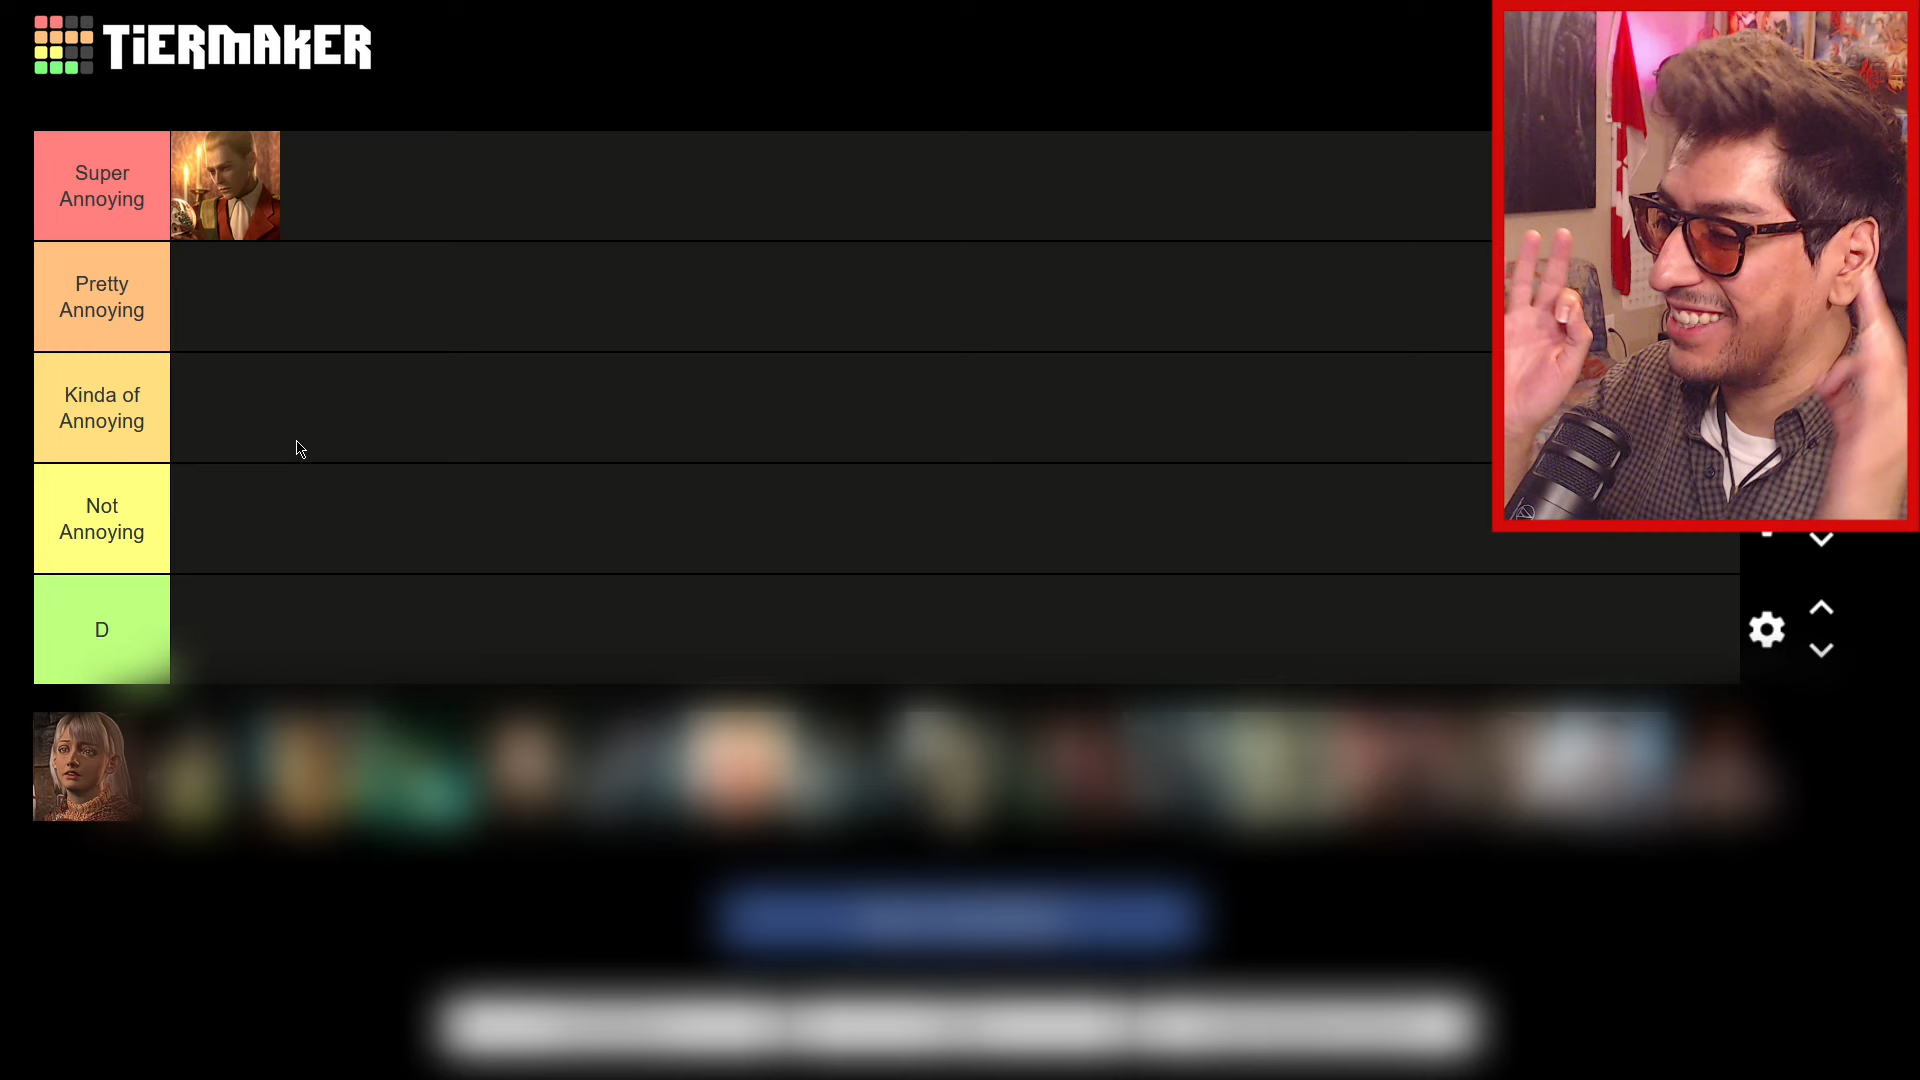 TiERMAKER
Super
Annoying
Pretty
Annoying
Kinda of
Annoying
Not
Annoying
D